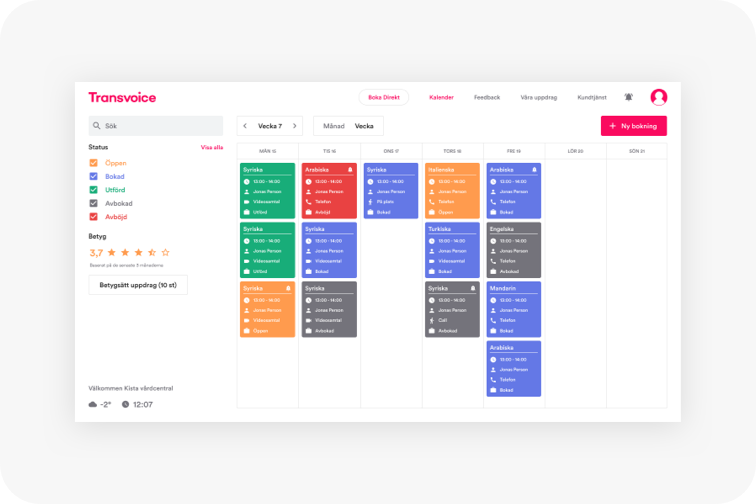 Transvoice
Boka Direkt
Kalender
Feedback
Våra uppdrag
Kundtjänst
Sök
Vecka 7
Månad
Vecka
Ny bokning
Status
Visa alla
Öppen
Bokad
Utförd
Avbokad
Avböjd
Betyg
3,7
Baserat på de senaste 3 månaderna
Betygsätt uppdrag (10 st)
Välkommen Kista vårdcentral
-2°
12:07
MÅN 15
TIS 16
ONS 17
TORS 18
FRE 19
LÖR 20
SÖN 21
Syriska
13:00 - 14:00
Jonas Person
Videosamtal
Utförd
Syriska
13:00 - 14:00
Jonas Person
Videosamtal
Utförd
Syriska
13:00 - 14:00
Jonas Person
Videosamtal
Öppen
Arabiska
13:00 - 14:00
Jonas Person
Telefon
Avböjd
Syriska
13:00 - 14:00
Jonas Person
Videosamtal
Bokad
Syriska
13:00 - 14:00
Jonas Person
Videosamtal
Avbokad
Syriska
13:00 - 14:00
Jonas Person
På plats
Bokad
Italienska
13:00 - 14:00
Jonas Person
Telefon
Öppen
Turkiska
13:00 - 14:00
Jonas Person
Videosamtal
Bokad
Syriska
13:00 - 14:00
Jonas Person
Call
Avbokad
Arabiska
13:00 - 14:00
Jonas Person
Telefon
Bokad
Engelska
13:00 - 14:00
Jonas Person
Telefon
Avbokad
Mandarin
13:00 - 14:00
Jonas Person
Telefon
Bokad
Arabiska
13:00 - 14:00
Jonas Person
Telefon
Bokad